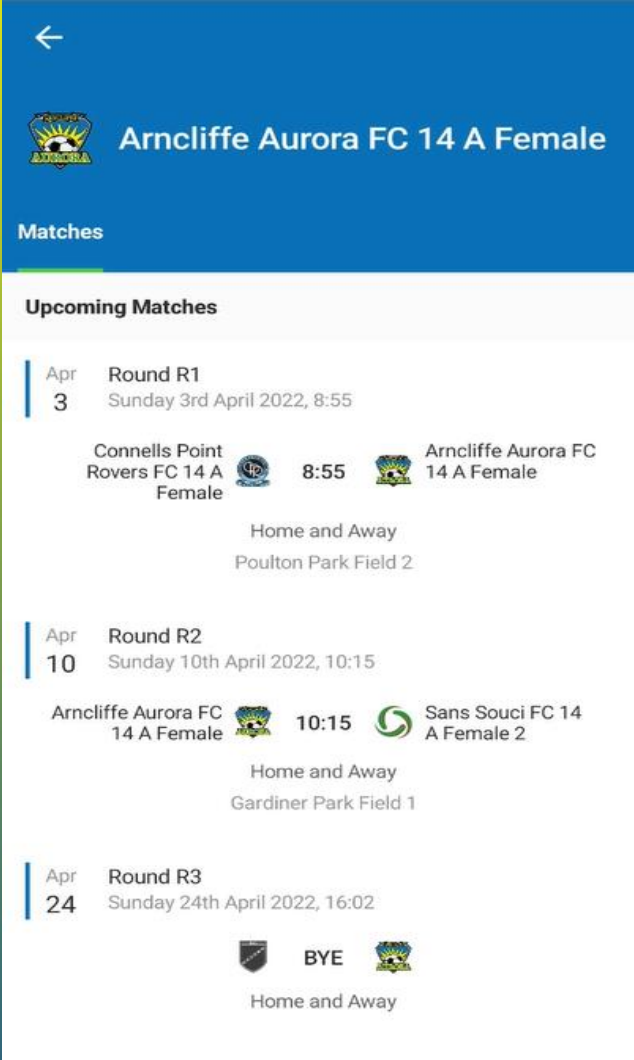 AURORA
Arncliffe Aurora FC 14 A Female
Matches
Upcoming Matches
Apr
3
Round R1
Sunday 3rd April 2022, 8:55
Connells Point
Rovers FC 14 A
Female
8:55
Arncliffe Aurora FC
14 A Female
Home and Away
Poulton Park Field 2
Apr
10
Round R2
Sunday 10th April 2022, 10:15
Arncliffe Aurora FC
14 A Female
10:15
Sans Souci FC 14
A Female 2
Home and Away
Gardiner Park Field 1
Apr
24
Round R3
Sunday 24th April 2022, 16:02
BYE
Home and Away